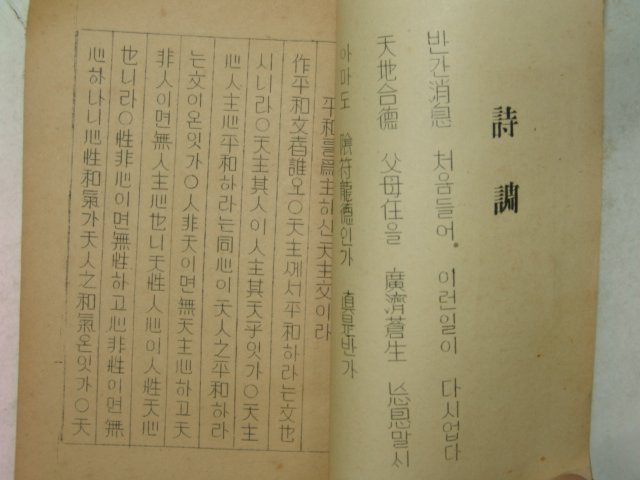 詩調
반간消息 처음들어. 이런일이 다시업다
天地合德 父母任을 廣濟蒼生 恩말시
아마도 符龍德인가 眞是반가
平和를爲主하신天主文이라
作平和文者誰오○天主께서平和하라는文也
시니라○天主其人이人主其天乎잇가○天主
心人主心平和하라는同心이天人之平和하라
는文이온잇가○人非天이면無天主心하고天
非人이면無人主心也니天性人心이人性天心
也니라○性非心이면無性하고心非性이면無
心하나니心性和氣가天人之和氣온잇가○天